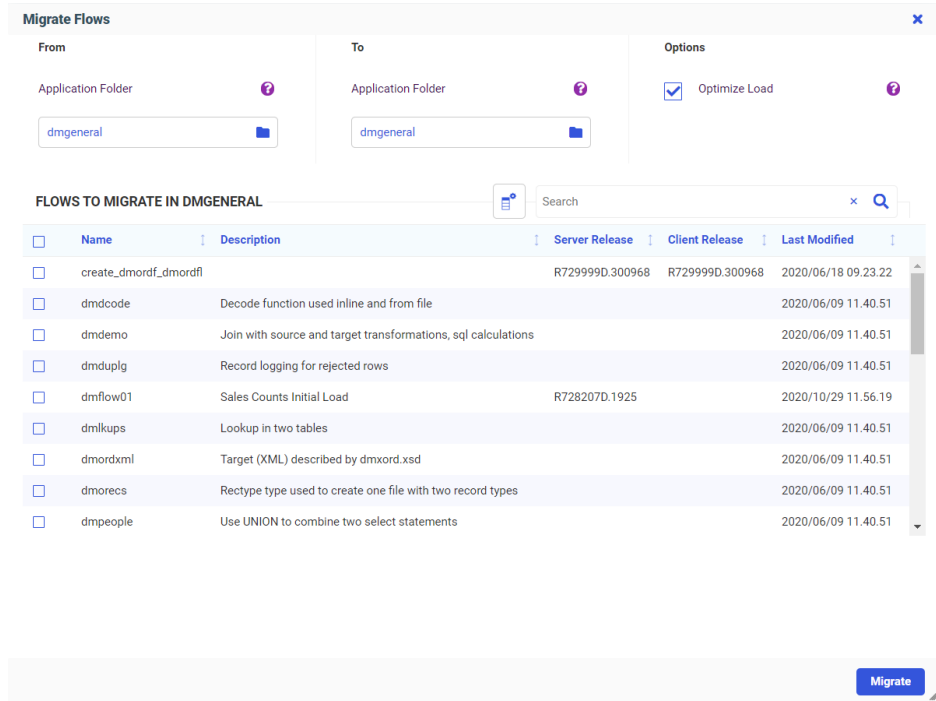 Migrate Flows
From To Options
Application Folder Application Folder Optimize Load
dmgeneral dmgeneral
FLOWS TO MIGRATE IN DMGENERAL Search
Name Description Server Release Client Release Last Modified
create_dmordf_dmordfl R729999D.300968 R729999D.300968 2020/06/18 09.23.22
dmdcode Decode function used inline and from file 2020/06/09 11.40.51
dmdemo Join with source and target transformations, sql calculations 2020/06/09 11.40.51
dmduplg Record logging for rejected rows 2020/06/09 11.40.51
dmflow01 Sales Counts Initial Load R728207D.1925 2020/10/29 11.56.19
dmlkups Lookup in two tables 2020/06/09 11.40.51
dmordxml Target (XML) described by dmxord.xsd 2020/06/09 11.40.51
dmorecs Rectype type used to create one file with two record types 2020/06/09 11.40.51
dmpeople Use UNION to combine two select statements 2020/06/09 11.40.51
Migrate